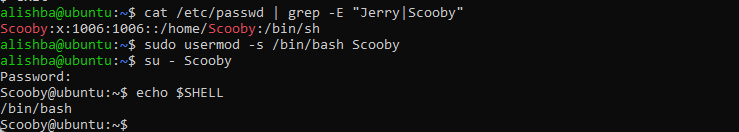 alishba@ubuntu:~$ cat /etc/passwd | grep -E "Jerry|Scooby"
Scooby:x:1006:1006::/home/Scooby:/bin/sh
alishba@ubuntu:~$ sudo usermod -s /bin/bash Scooby
alishba@ubuntu:~$ su - Scooby
Password:
Scooby@ubuntu:~$ echo $SHELL
/bin/bash
Scooby@ubuntu:~$